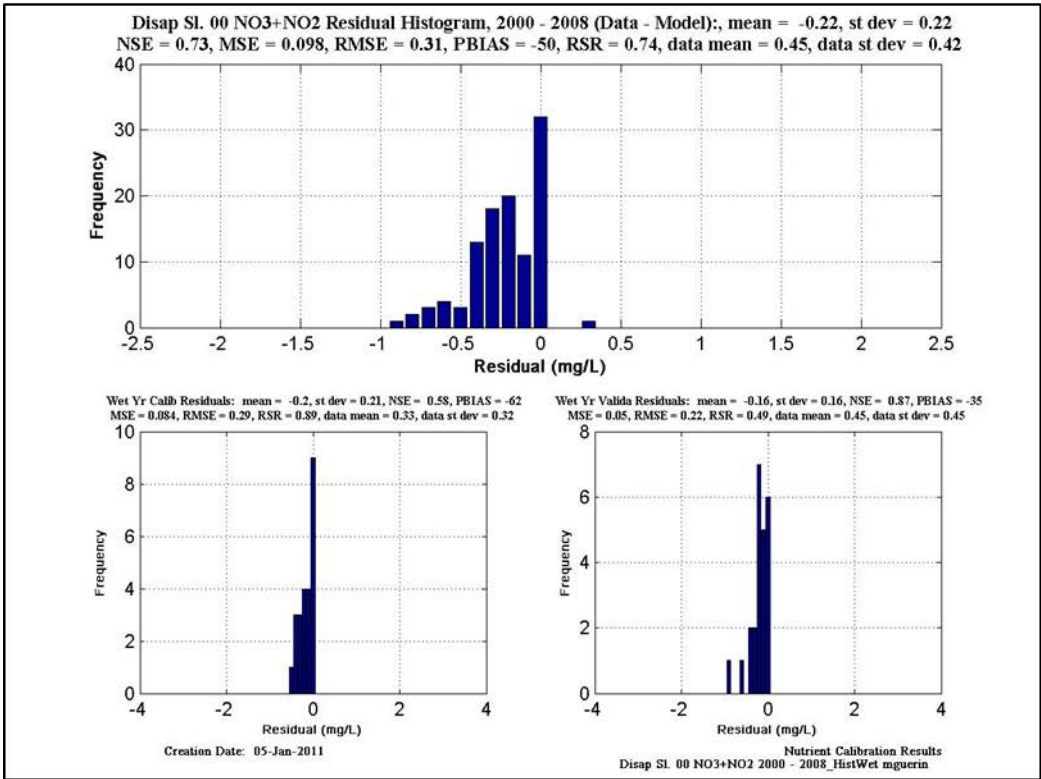 Disap Sl. 00 NO3+NO2 Residual Histogram, 2000 - 2008 (Data - Model):, mean = -0.22, st dev = 0.22
NSE = 0.73, MSE = 0.098, RMSE = 0.31, PBIAS = -50, RSR = 0.74, data mean = 0.45, data st dev = 0.42
40
30
20
10
0
Frequency
-2.5 -2 -1.5 -1 -0.5 0 0.5 1 1.5 2 2.5
Residual (mg/L)
Wet Yr Calib Residuals: mean = -0.2, st dev = 0.21, NSE = 0.58, PBIAS = -62
MSE = 0.084, RMSE = 0.29, RSR = 0.89, data mean = 0.33, data st dev = 0.32
10
8
6
4
2
0
Frequency
-4 -2 0 2 4
Residual (mg/L)
Creation Date: 05-Jan-2011
Wet Yr Valida Residuals: mean = -0.16, st dev = 0.16, NSE = 0.87, PBIAS = -35
MSE = 0.05, RMSE = 0.22, RSR = 0.49, data mean = 0.45, data st dev = 0.45
8
6
4
2
0
Frequency
-4 -2 0 2 4
Residual (mg/L)
Nutrient Calibration Results
Disap Sl. 00 NO3+NO2 2000 - 2008_HistWet mguerin